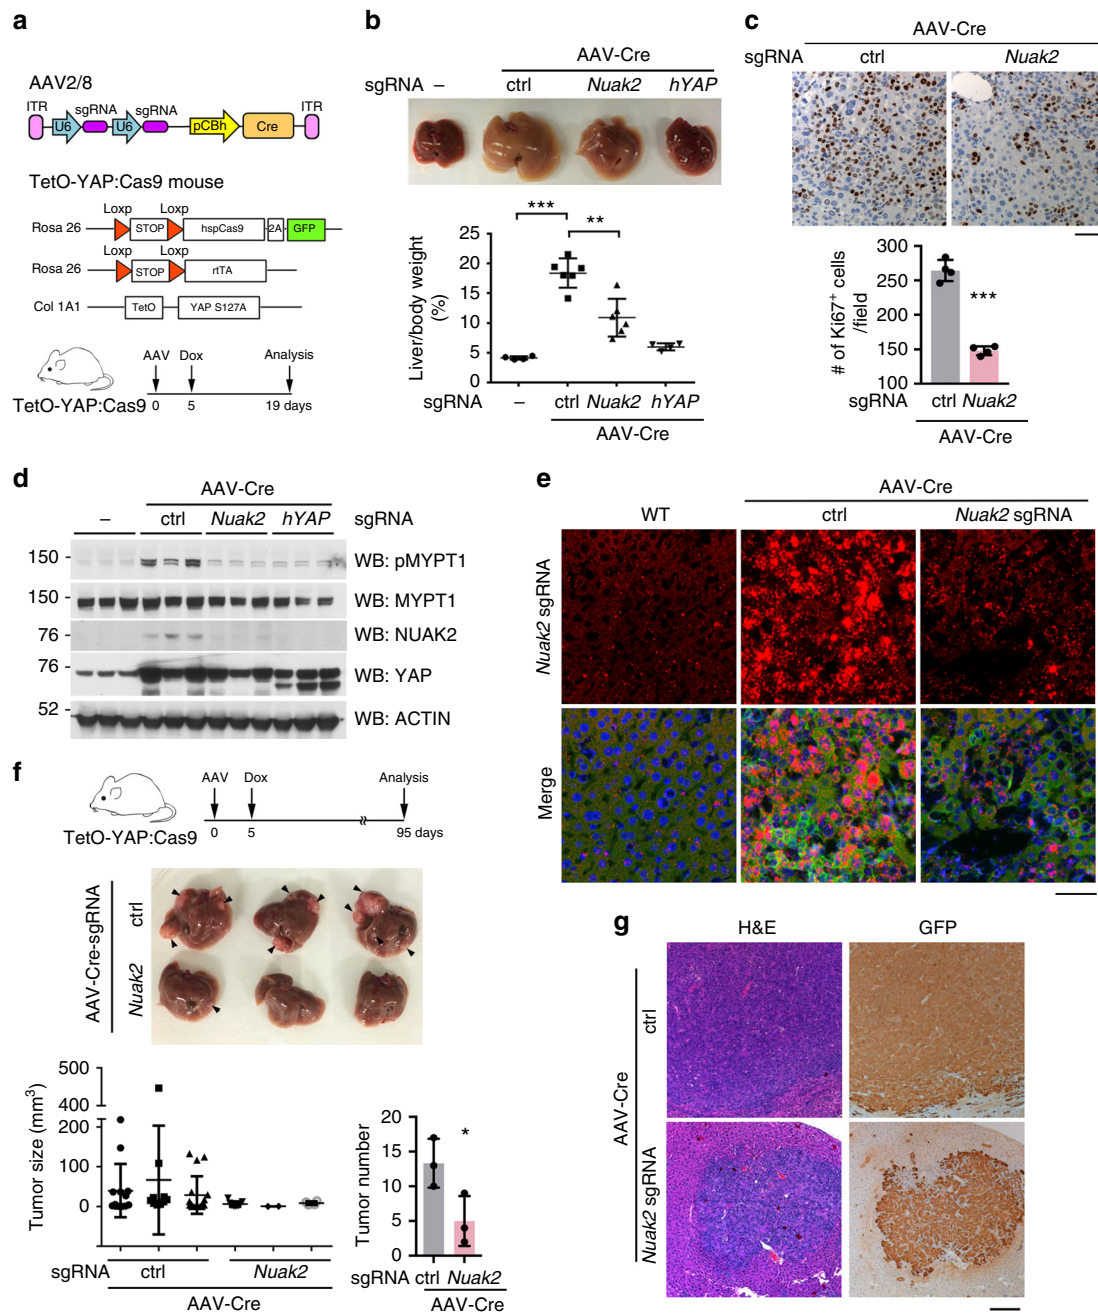 a
AAV2/8
ITR
sgRNA
sgRNA
ITR
U6
U6
pCBh
Cre
TetO-YAP:Cas9 mouse
Loxp
Loxp
Rosa 26
STOP
hspCas9
2A
GFP
Loxp
Loxp
Rosa 26
STOP
rtTA
Col 1A1
TetO
YAP S127A
AAV
Dox
Analysis
TetO-YAP:Cas9
0
5
19 days
b
AAV-Cre
sgRNA – ctrl Nuak2 hYAP
***
**
Liver/body weight
(%)
25
20
15
10
5
0
sgRNA – ctrl Nuak2 hYAP
AAV-Cre
c
AAV-Cre
sgRNA ctrl Nuak2
# of Ki67+ cells
/field
300
250
200
150
100
***
sgRNA ctrl Nuak2
AAV-Cre
d
AAV-Cre
– ctrl Nuak2 hYAP sgRNA
150 - WB: pMYPT1
150 - WB: MYPT1
76 - WB: NUAK2
76 - WB: YAP
52 - WB: ACTIN
e
AAV-Cre
WT ctrl Nuak2 sgRNA
Nuak2 sgRNA
Merge
f
AAV
Dox
Analysis
TetO-YAP:Cas9
0
5
95 days
AAV-Cre-sgRNA
ctrl
Nuak2
Tumor size (mm3)
500
400
200
100
0
sgRNA ctrl Nuak2
AAV-Cre
Tumor number
20
15
10
5
0
*
sgRNA ctrl Nuak2
AAV-Cre
g
H&E GFP
AAV-Cre
ctrl
Nuak2 sgRNA